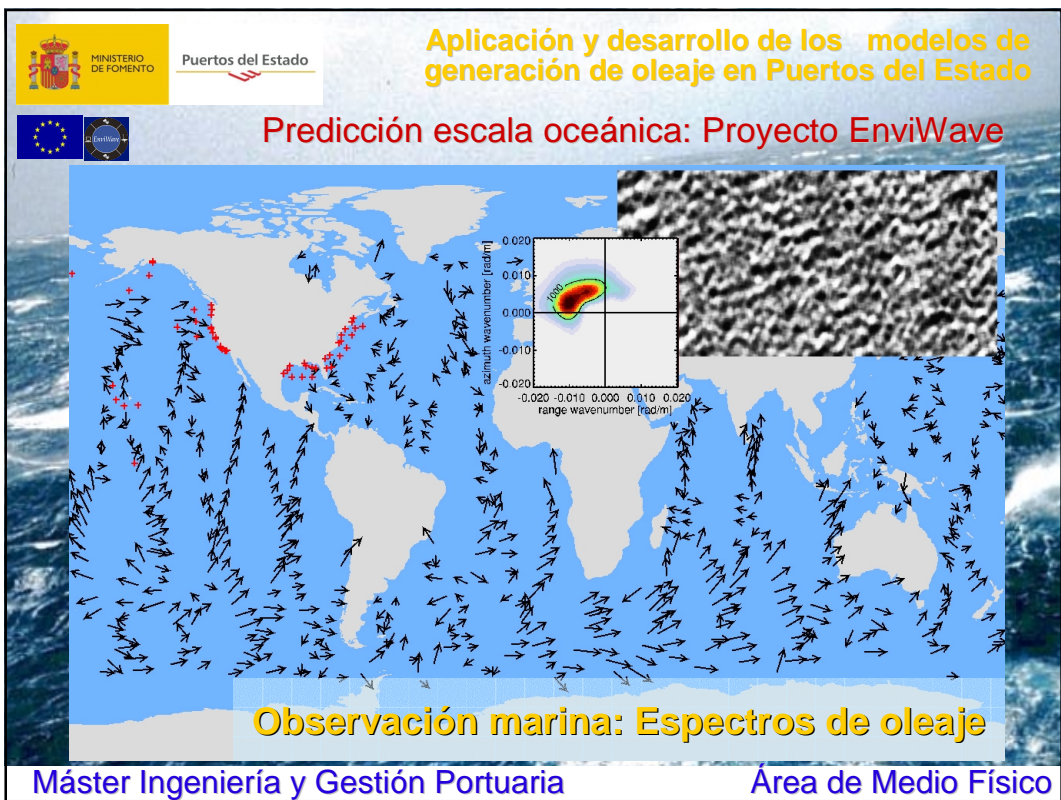 MINISTERIO
DE FOMENTO
Puertos del Estado
Aplicación y desarrollo de los modelos de
generación de oleaje en Puertos del Estado
EnviWave
Predicción escala oceánica: Proyecto EnviWave
azimuth wavenumber [rad/m]
0.020
0.010
0.000
-0.010
-0.020
1000
-0.020 -0.010 0.000 0.010 0.020
range wavenumber [rad/m]
Observación marina: Espectros de oleaje
Máster Ingeniería y Gestión Portuaria
Área de Medio Físico